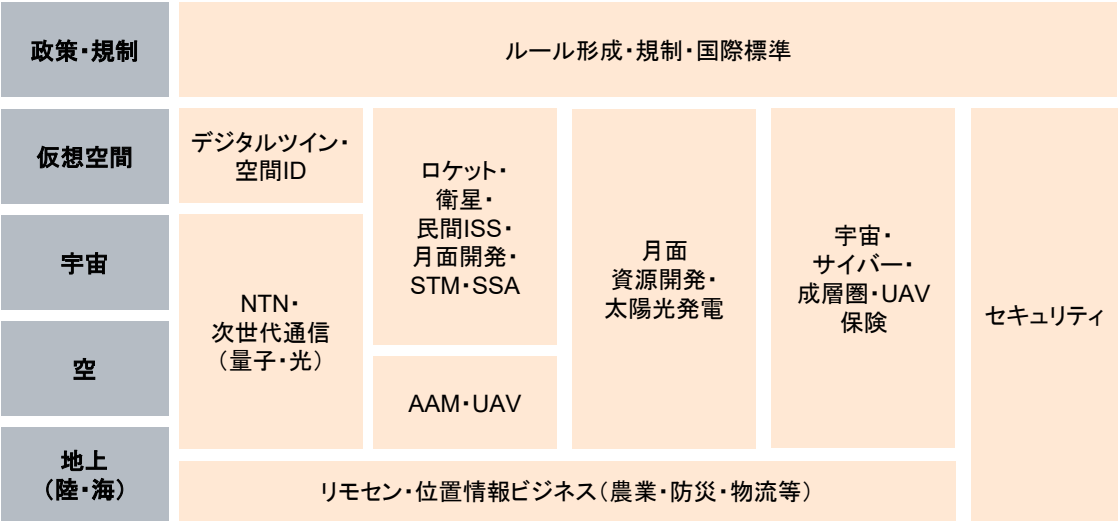 政策・規制
ルール形成・規制・国際標準
仮想空間
デジタルツイン・
空間ID
ロケット・
衛星・
民間ISS・
月面開発・
STM・SSA
月面
資源開発・
太陽光発電
宇宙・
サイバー・
成層圏・UAV
保険
セキュリティ
宇宙
NTN・
次世代通信
（量子・光）
空
AAM・UAV
地上
（陸・海）
リモセン・位置情報ビジネス（農業・防災・物流等）